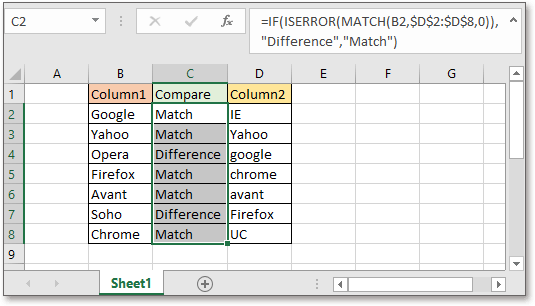 C2 =IF(ISERROR(MATCH(B2,$D$2:$D$8,0)),
"Difference","Match")
A B C D E F G
1 Column1 Compare Column2
2 Google Match IE
3 Yahoo Match Yahoo
4 Opera Difference google
5 Firefox Match chrome
6 Avant Match avant
7 Soho Difference Firefox
8 Chrome Match UC
9
Sheet1